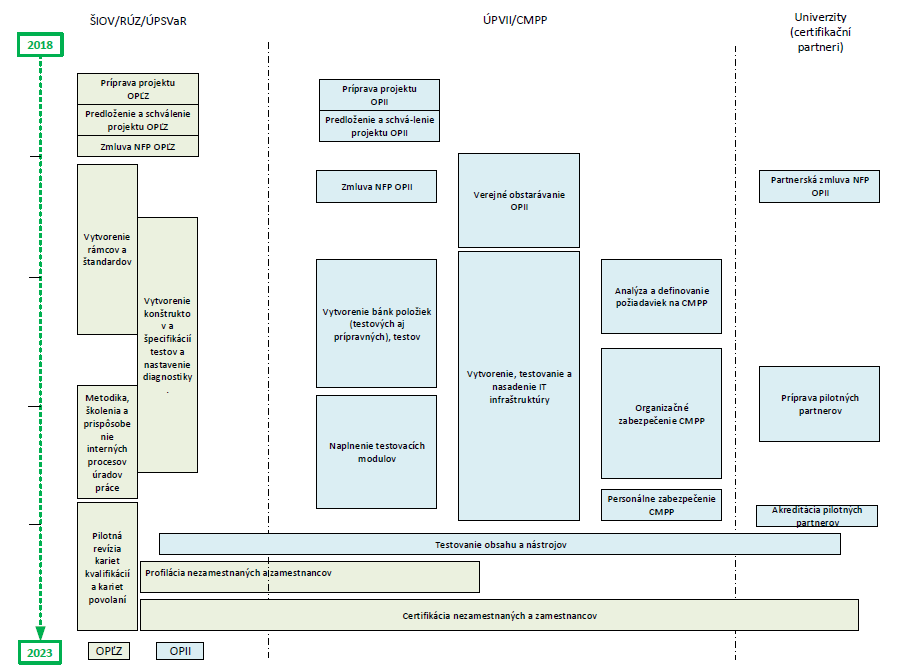 ŠIOV/RÚZ/ÚPSVaR
ÚPVII/CMPP
Univerzity
(certifikační
partneri)
2018
Príprava projektu
OPĽZ
Predloženie a schválenie
projektu OPĽZ
Zmluva NFP OPĽZ
Príprava projektu
OPII
Predloženie a schvá-lenie
projektu OPII
Zmluva NFP OPII
Verejné obstarávanie
OPII
Partnerská zmluva NFP
OPII
Vytvorenie
rámcov a
štandardov
Vytvorenie
konštrukto
v a
špecifikácií
testov a
nastavenie
diagnostiky
.
Vytvorenie bánk položiek
(testových aj
prípravných), testov
Analýza a definovanie
požiadaviek na CMPP
Vytvorenie, testovanie a
nasadenie IT
infraštruktúry
Metodika,
školenia a
prispôsobe
nie
interných
procesov
úradov
práce
Naplnenie testovacích
modulov
Organizačné
zabezpečenie CMPP
Príprava pilotných
partnerov
Personálne zabezpečenie
CMPP
Akreditácia pilotných
partnerov
Pilotná
revízia
kariet
kvalifikácií
a kariet
povolaní
Testovanie obsahu a nástrojov
Profilácia nezamestnaných a zamestnancov
Certifikácia nezamestnaných a zamestnancov
2023
OPĽZ
OPII